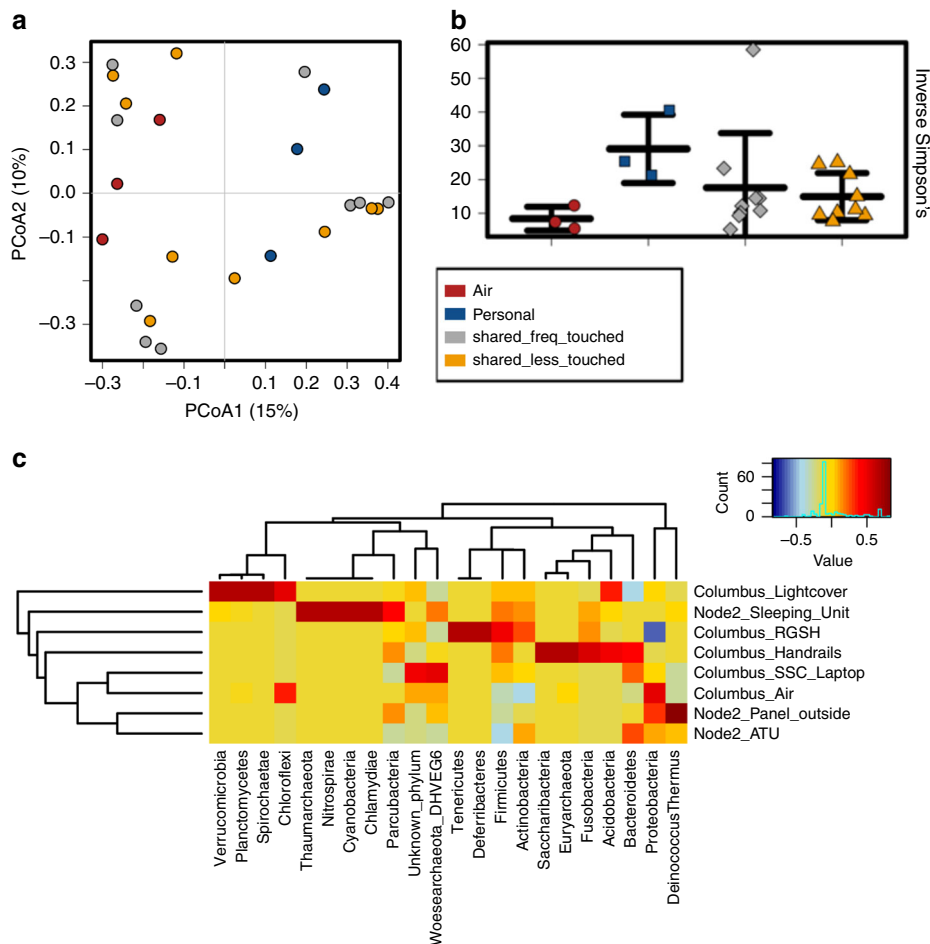 a
0.3
0.2
0.1
0.0
−0.1
−0.3
PCoA2 (10%)
−0.3
−0.1
0.1
0.2
0.3
0.4
PCoA1 (15%)
b
60
50
40
30
20
10
Inverse Simpson's
Air
Personal
shared_freq_touched
shared_less_touched
c
60
0
Count
−0.5
0.5
Value
Columbus_Lightcover
Node2_Sleeping_Unit
Columbus_RGSH
Columbus_Handrails
Columbus_SSC_Laptop
Columbus_Air
Node2_Panel_outside
Node2_ATU
Verrucomicrobia
Planctomycetes
Spirochaetae
Chloroflexi
Thaumarchaeota
Nitrospirae
Cyanobacteria
Chlamydiae
Parcubacteria
Unknown_phylum
Woesearchaeota_DHVEG6
Tenericutes
Deferribacteres
Firmicutes
Actinobacteria
Saccharibacteria
Euryarchaeota
Fusobacteria
Acidobacteria
Bacteroidetes
Proteobacteria
DeinococcusThermus